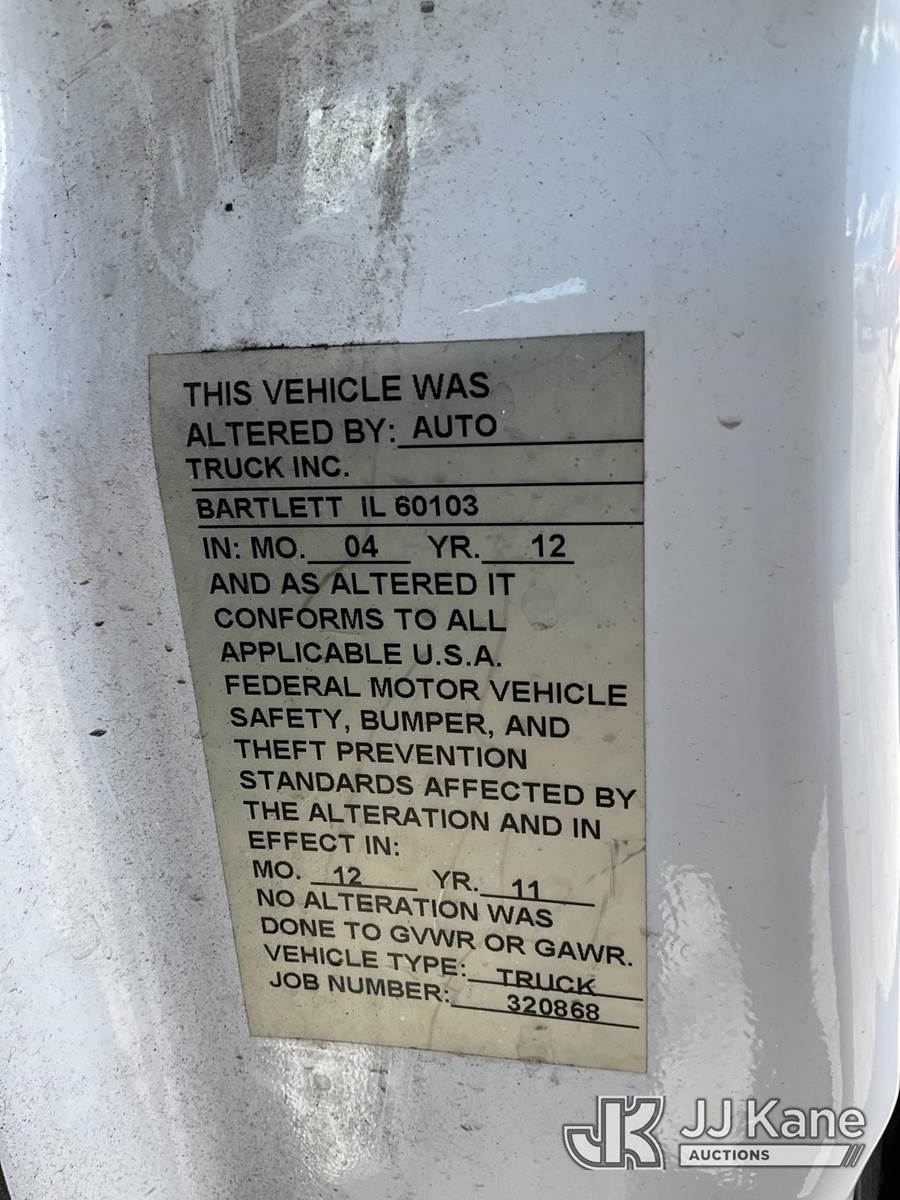 THIS VEHICLE WAS
ALTERED BY: AUTO
TRUCK INC.
BARTLETT IL 60103
IN: MO. 04 YR. 12
AND AS ALTERED IT
CONFORMS TO ALL
APPLICABLE U.S.A.
FEDERAL MOTOR VEHICLE
SAFETY, BUMPER, AND
THEFT PREVENTION
STANDARDS AFFECTED BY
THE ALTERATION AND IN
EFFECT IN:
MO. 12 YR. 11
NO ALTERATION WAS
DONE TO GVWR OR GAWR.
VEHICLE TYPE: TRUCK
JOB NUMBER: 320868
JK JJ Kane
AUCTIONS